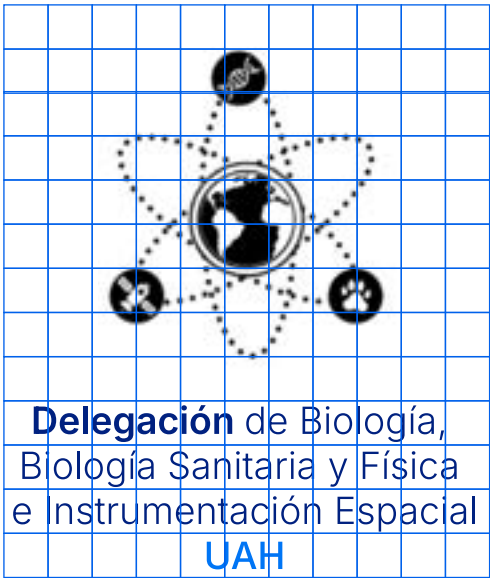 Delegación de Biología,
Biología Sanitaria y Física
e Instrumentación Espacial
UAH